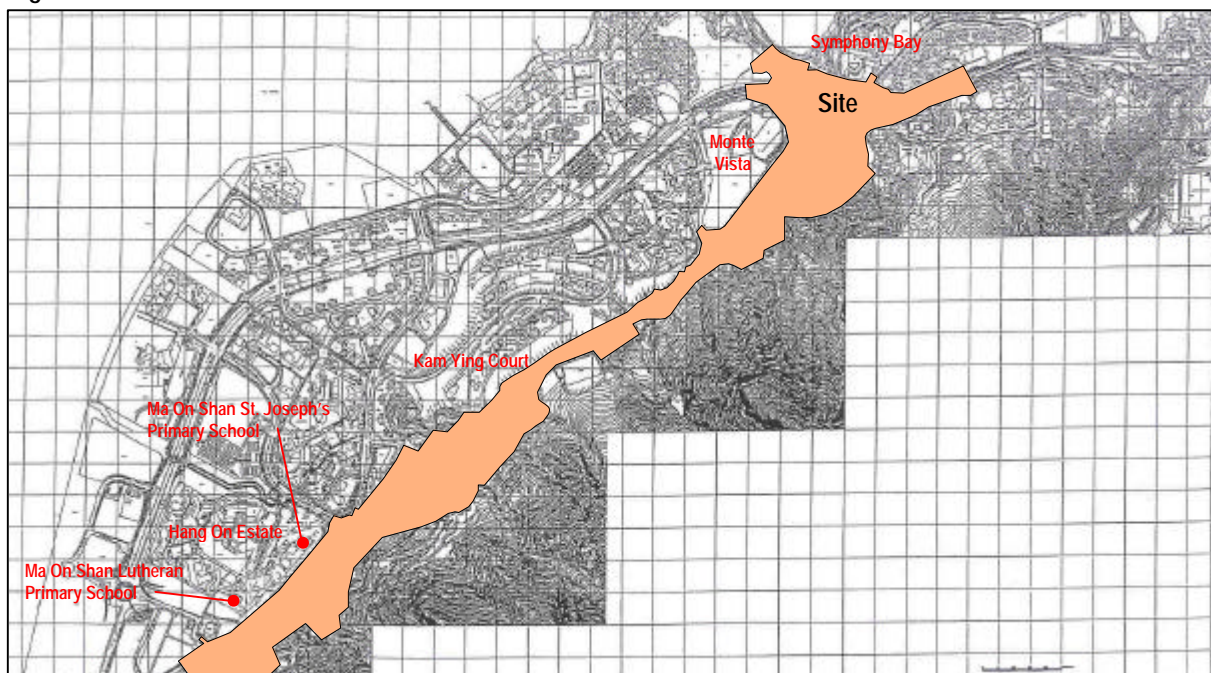 Symphony Bay
Site
Monte
Vista
Kam Ying Court
Ma On Shan St. Joseph's
Primary School
Hang On Estate
Ma On Shan Lutheran
Primary School